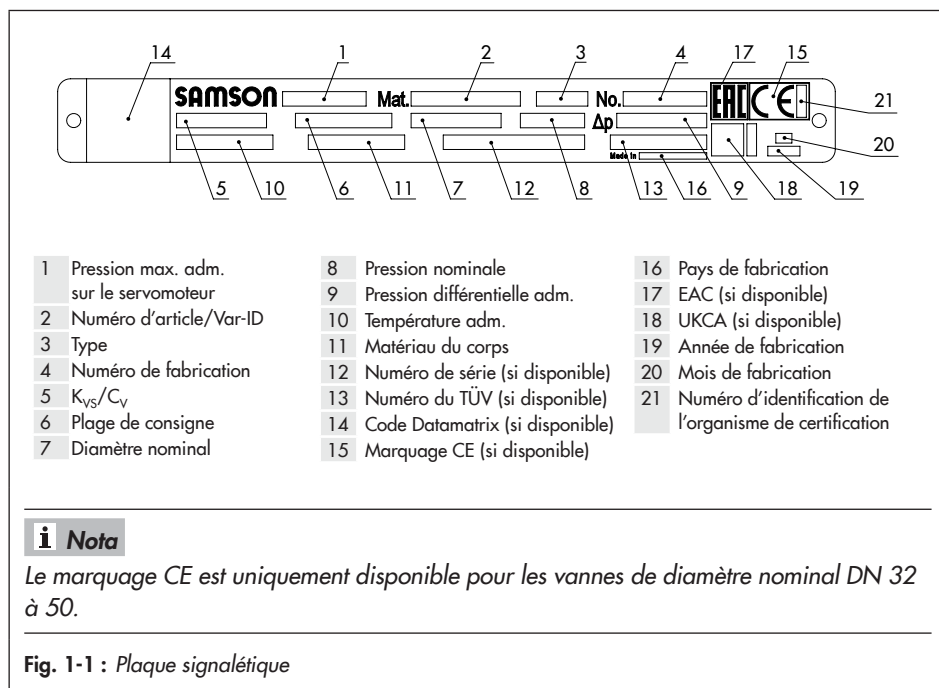 14 1 2 3 4 17 15
SAMSON Mat. No. EAC CE 21
Δp
Made in 20
5 10 6 11 7 12 8 13 16 9 18 19
1 Pression max. adm.
sur le servomoteur
2 Numéro d'article/Var-ID
3 Type
4 Numéro de fabrication
5 KVS/CV
6 Plage de consigne
7 Diamètre nominal
8 Pression nominale
9 Pression différentielle adm.
10 Température adm.
11 Matériau du corps
12 Numéro de série (si disponible)
13 Numéro du TÜV (si disponible)
14 Code Datamatrix (si disponible)
15 Marquage CE (si disponible)
16 Pays de fabrication
17 EAC (si disponible)
18 UKCA (si disponible)
19 Année de fabrication
20 Mois de fabrication
21 Numéro d'identification de
l'organisme de certification
i Nota
Le marquage CE est uniquement disponible pour les vannes de diamètre nominal DN 32
à 50.
Fig. 1-1 : Plaque signalétique